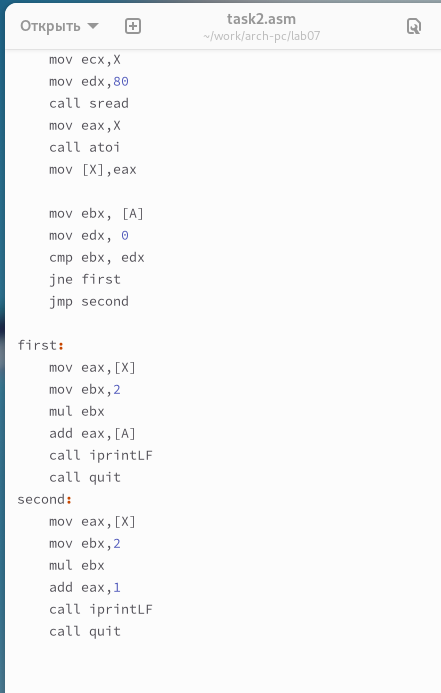 Открыть
task2.asm
~/work/arch-pc/lab07
mov ecx,X
mov edx,80
call sread
mov eax,X
call atoi
mov [X],eax
mov ebx, [A]
mov edx, 0
cmp ebx, edx
jne first
jmp second
first:
mov eax,[X]
mov ebx,2
mul ebx
add eax,[A]
call iprintLF
call quit
second:
mov eax,[X]
mov ebx,2
mul ebx
add eax,1
call iprintLF
call quit